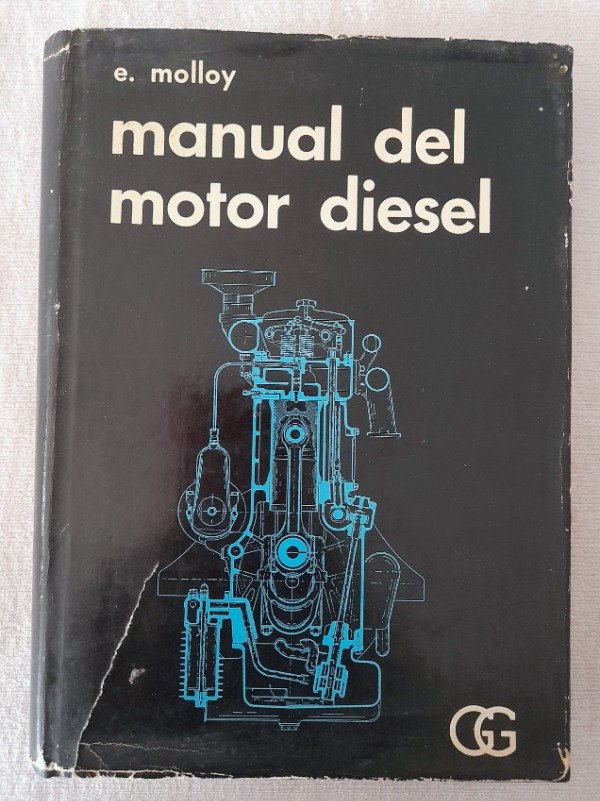 e. molloy
manual del
motor diesel
GG